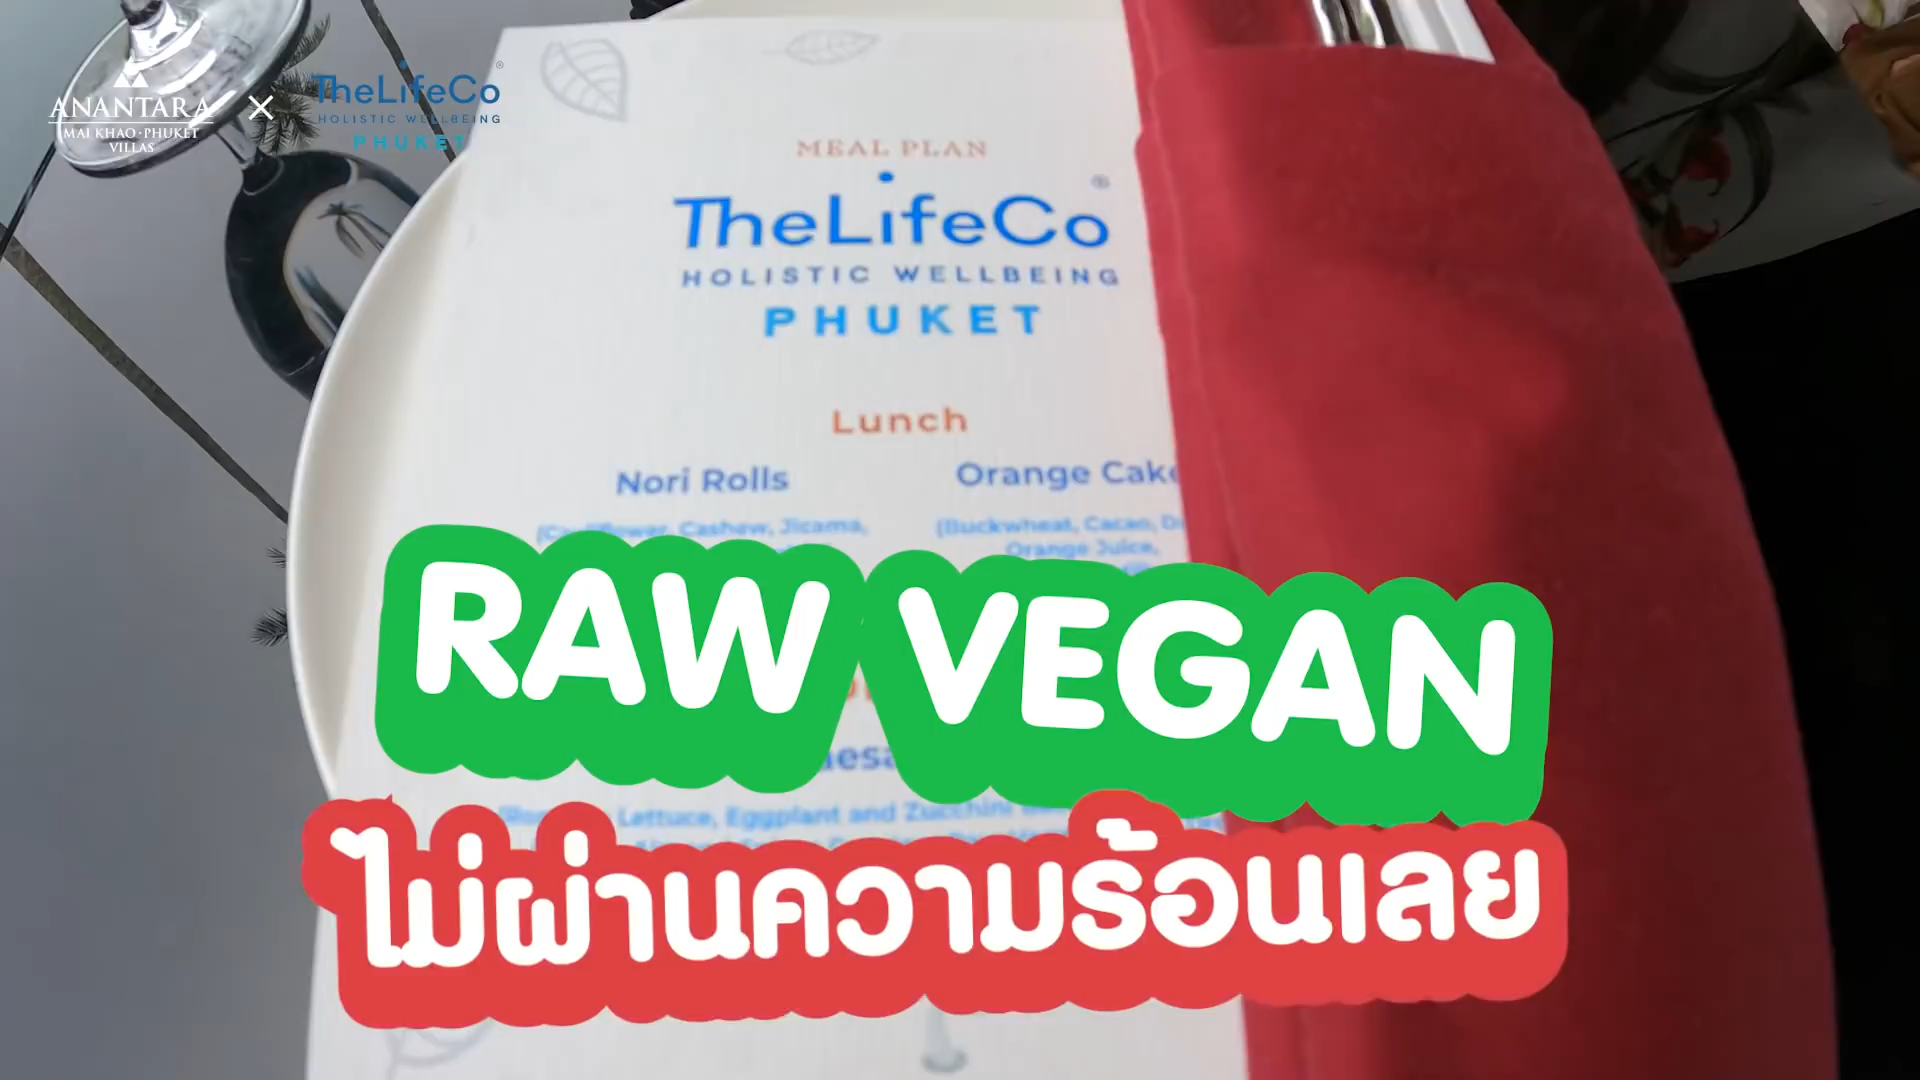 ANANTARA
MAI KHAO • PHUKET
VILLAS
×
TheLifeCo®
HOLISTIC WELLBEING
PHUKET
MEAL PLAN
TheLifeCo®
HOLISTIC WELLBEING
PHUKET
Lunch
Nori Rolls
Cashew, Jicama,
Orange Cake
(Buckwheat, Cacao,
Orange Juice,
RAW VEGAN
Lettuce, Eggplant and Zucchini
ไม่ผ่านความร้อนเลย